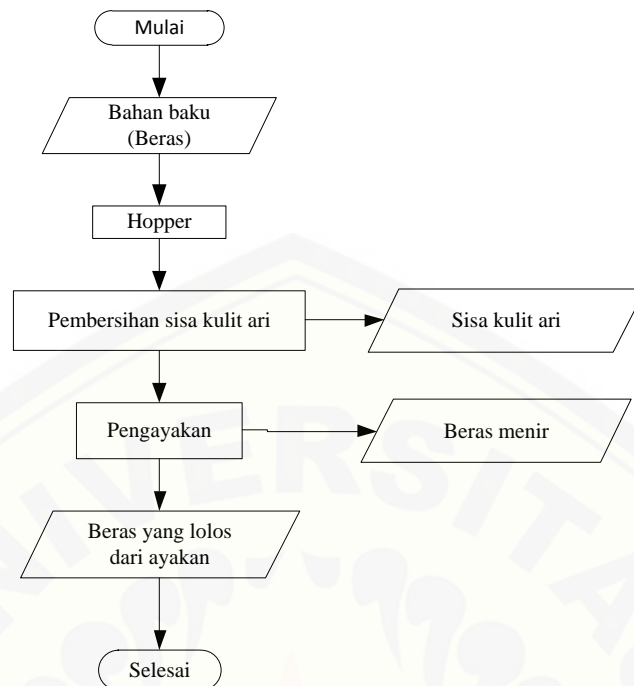 Mulai
Bahan baku
(Beras)
Hopper
Pembersihan sisa kulit ari
Sisa kulit ari
Pengayakan
Beras menir
Beras yang lolos
dari ayakan
Selesai
UNIVERSITA